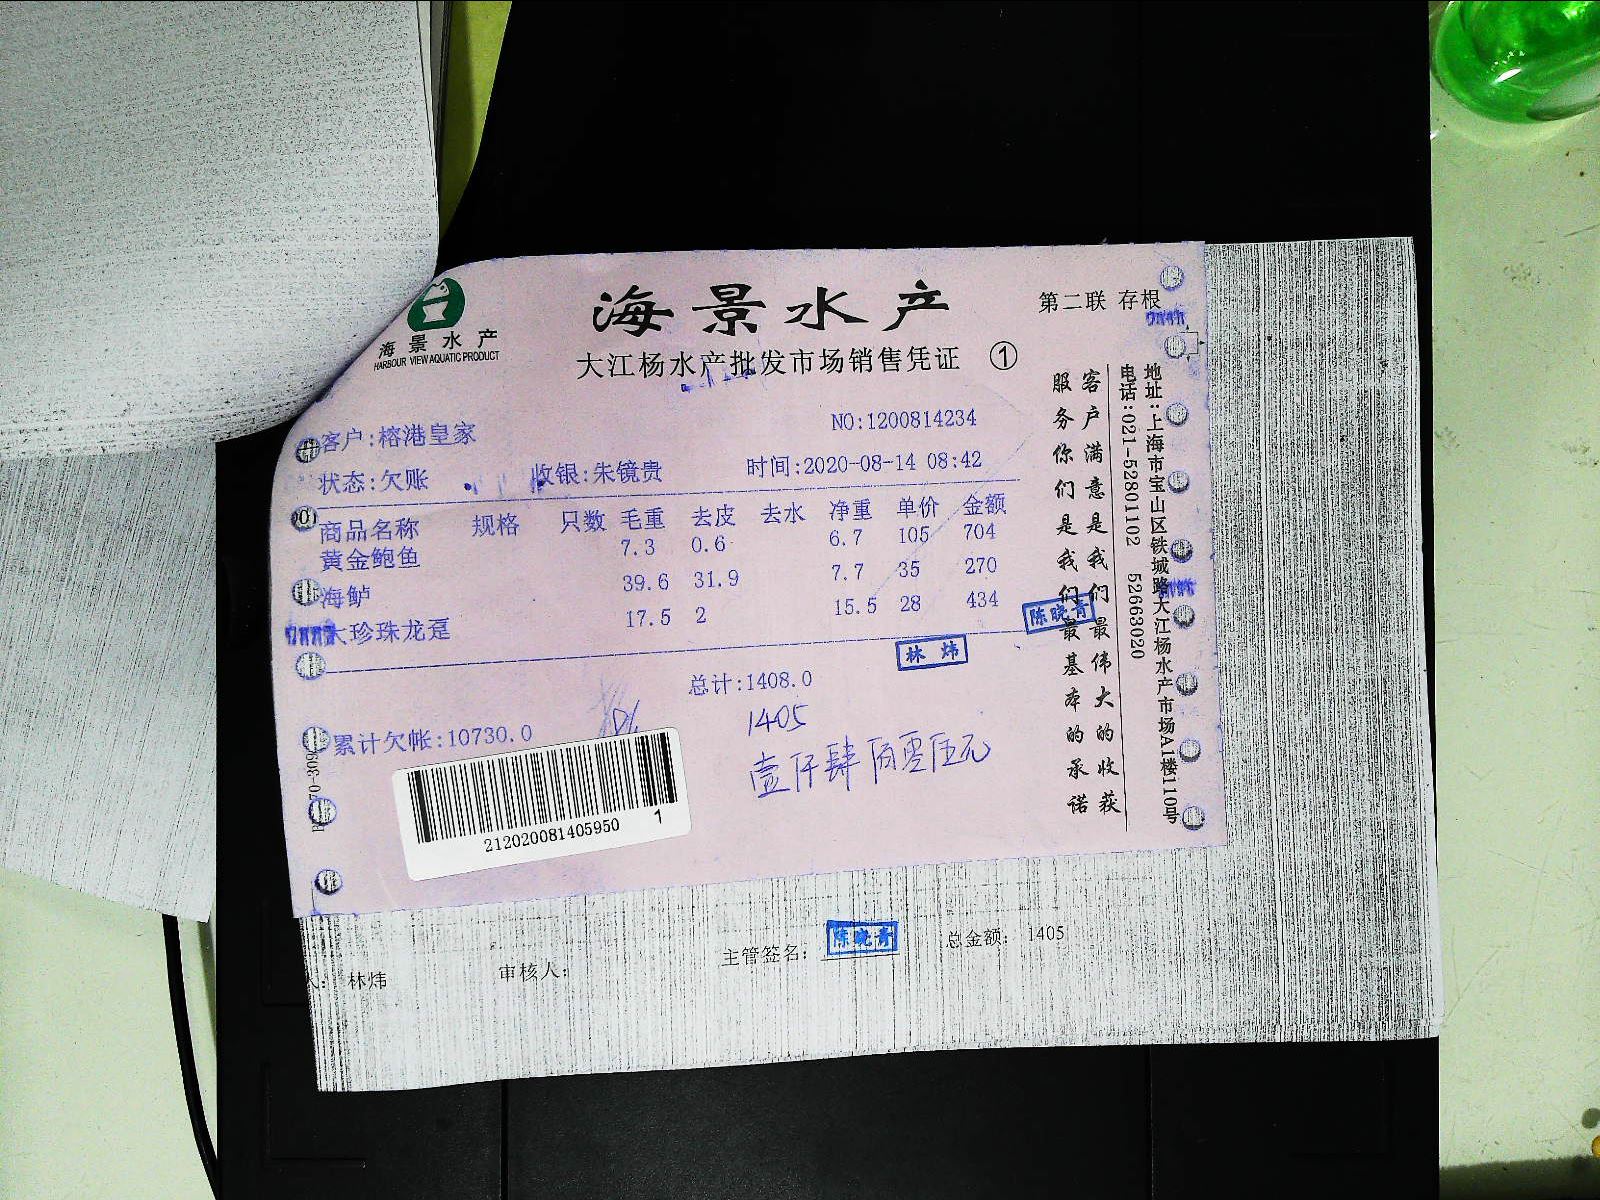 海景水产
HARBOUR VIEW AQUATIC PRODUCT
海景水产
大江杨水产批发市场销售凭证 ①
第二联 存根
客户:榕港皇家
NO:1200814234
状态:欠账 收银:朱镜贵 时间:2020-08-14 08:42
商品名称 规格 只数 毛重 去皮 去水 净重 单价 金额
黄金鲍鱼 7.3 0.6 6.7 105 704
海鲈 39.6 31.9 7.7 35 270
大珍珠龙趸 17.5 2 15.5 28 434
陈晓青
林炜
总计:1408.0
1405
累计欠帐:10730.0
壹仟肆佰零伍元
212020081405950 1
客户满意是我们最伟大的收获
服务你们是我们最基本的承诺
地址:上海市宝山区铁城路大江杨水产市场A1楼110号
电话:021-52801102 52663020
林炜
审核人:
主管签名: 陈晓青
总金额: 1405